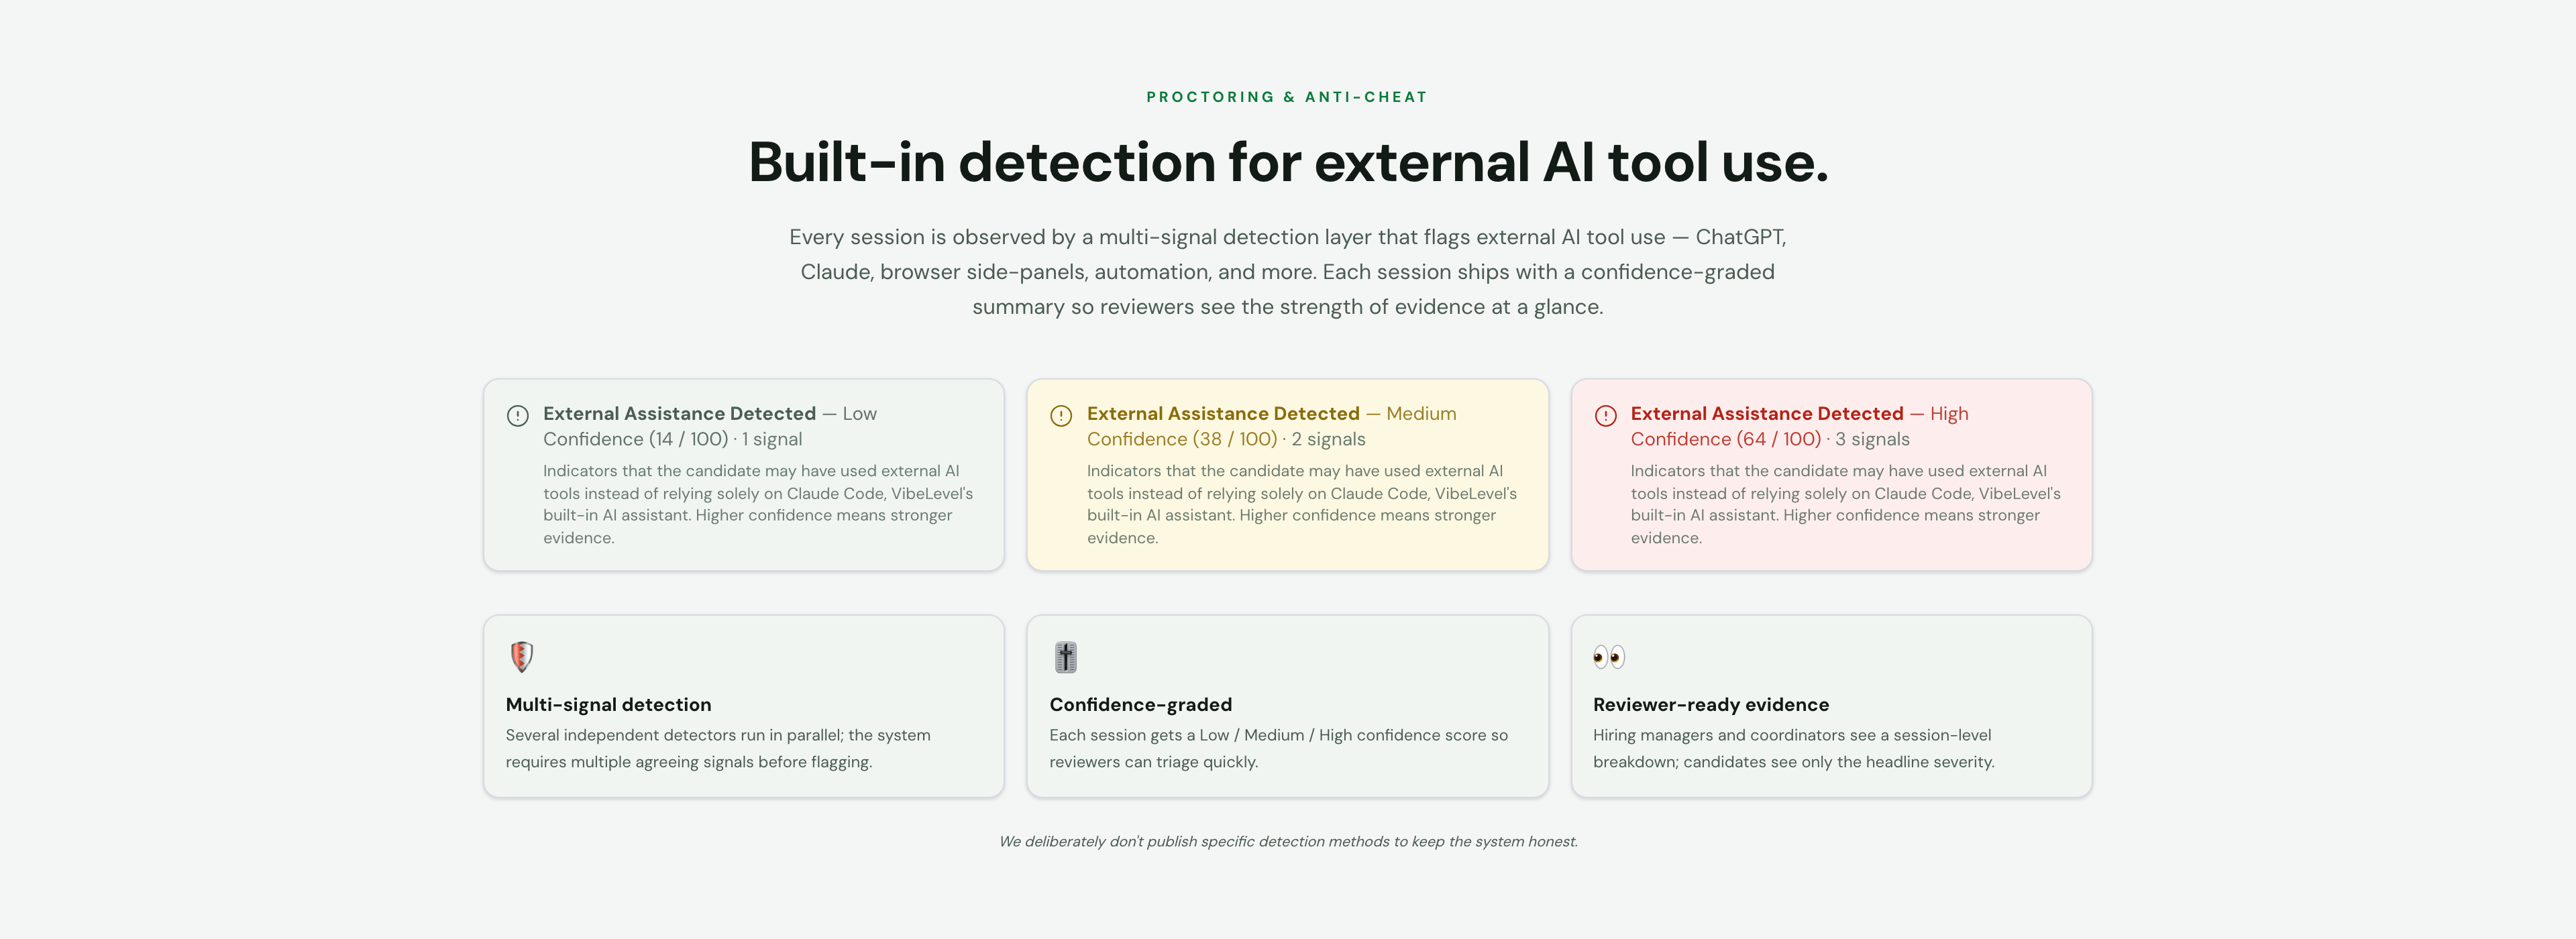 PROCTORING & ANTI-CHEAT
Built-in detection for external AI tool use.
Every session is observed by a multi-signal detection layer that flags external AI tool use — ChatGPT,
Claude, browser side-panels, automation, and more. Each session ships with a confidence-graded
summary so reviewers see the strength of evidence at a glance.
External Assistance Detected — Low
Confidence (14 / 100) · 1 signal
Indicators that the candidate may have used external AI
tools instead of relying solely on Claude Code, VibeLevel's
built-in AI assistant. Higher confidence means stronger
evidence.
External Assistance Detected — Medium
Confidence (38 / 100) · 2 signals
Indicators that the candidate may have used external AI
tools instead of relying solely on Claude Code, VibeLevel's
built-in AI assistant. Higher confidence means stronger
evidence.
External Assistance Detected — High
Confidence (64 / 100) · 3 signals
Indicators that the candidate may have used external AI
tools instead of relying solely on Claude Code, VibeLevel's
built-in AI assistant. Higher confidence means stronger
evidence.
Multi-signal detection
Several independent detectors run in parallel; the system
requires multiple agreeing signals before flagging.
Confidence-graded
Each session gets a Low / Medium / High confidence score so
reviewers can triage quickly.
Reviewer-ready evidence
Hiring managers and coordinators see a session-level
breakdown; candidates see only the headline severity.
We deliberately don't publish specific detection methods to keep the system honest.